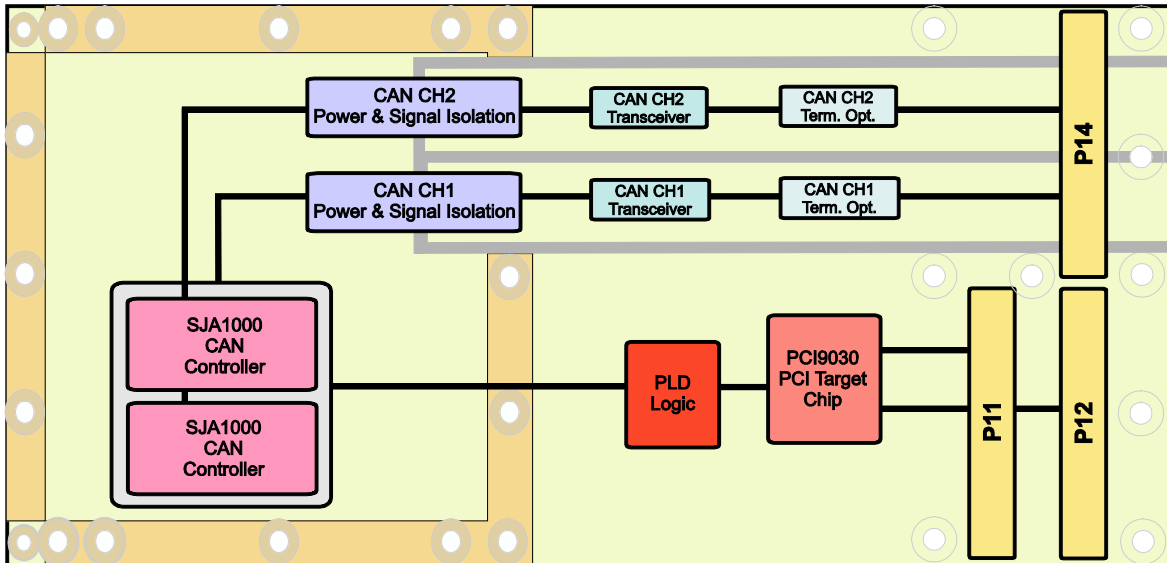 CAN CH2
Power & Signal Isolation
CAN CH2
Transceiver
CAN CH2
Term. Opt.
P14
CAN CH1
Power & Signal Isolation
CAN CH1
Transceiver
CAN CH1
Term. Opt.
SJA1000
CAN
Controller
SJA1000
CAN
Controller
PLD
Logic
PCI9030
PCI Target
Chip
P11
P12